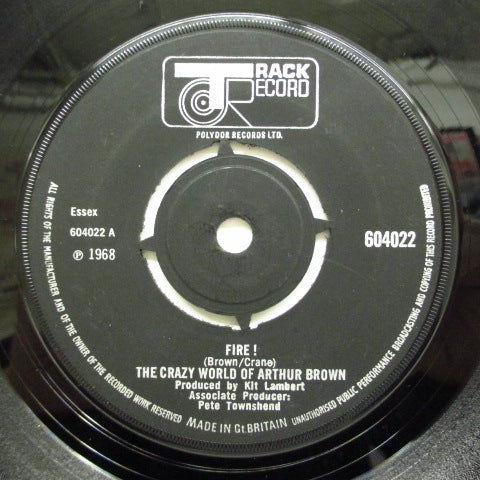 TRACK
RECORD
POLYDOR RECORDS LTD.
Essex
604022 A
℗ 1968
604022
FIRE !
(Brown/Crane)
THE CRAZY WORLD OF ARTHUR BROWN
Produced by Kit Lambert
Associate Producer:
Pete Townshend
ALL RIGHTS OF THE MANUFACTURER AND OF THE OWNER OF THE RECORDED WORK RESERVED
MADE IN Gt. BRITAIN
UNAUTHORISED PUBLIC PERFORMANCE BROADCASTING AND COPYING OF THIS RECORD PROHIBITED